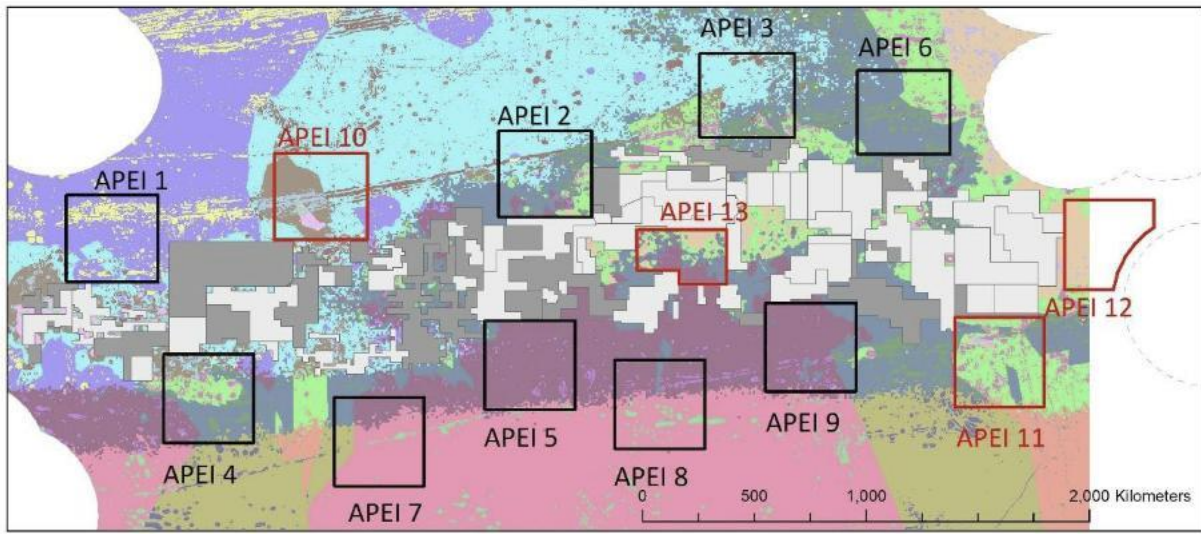 APEI 3
APEI 6
APEI 2
APEI 10
APEI 1
APEI 13
APEI 12
APEI 9
APEI 11
APEI 5
APEI 4
APEI 8
APEI 7
0 500 1,000 2,000 Kilometers